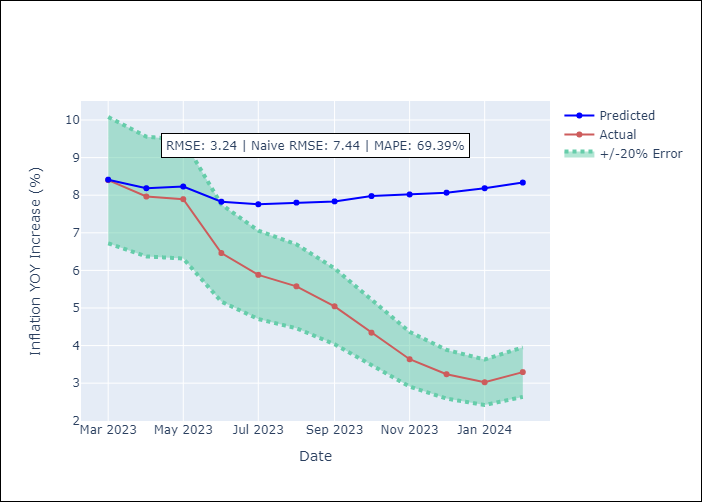 Predicted
Actual
+/-20% Error
RMSE: 3.24 | Naive RMSE: 7.44 | MAPE: 69.39%
10
9
8
7
6
5
4
3
2
Inflation YOY Increase (%)
Mar 2023 May 2023 Jul 2023 Sep 2023 Nov 2023 Jan 2024
Date